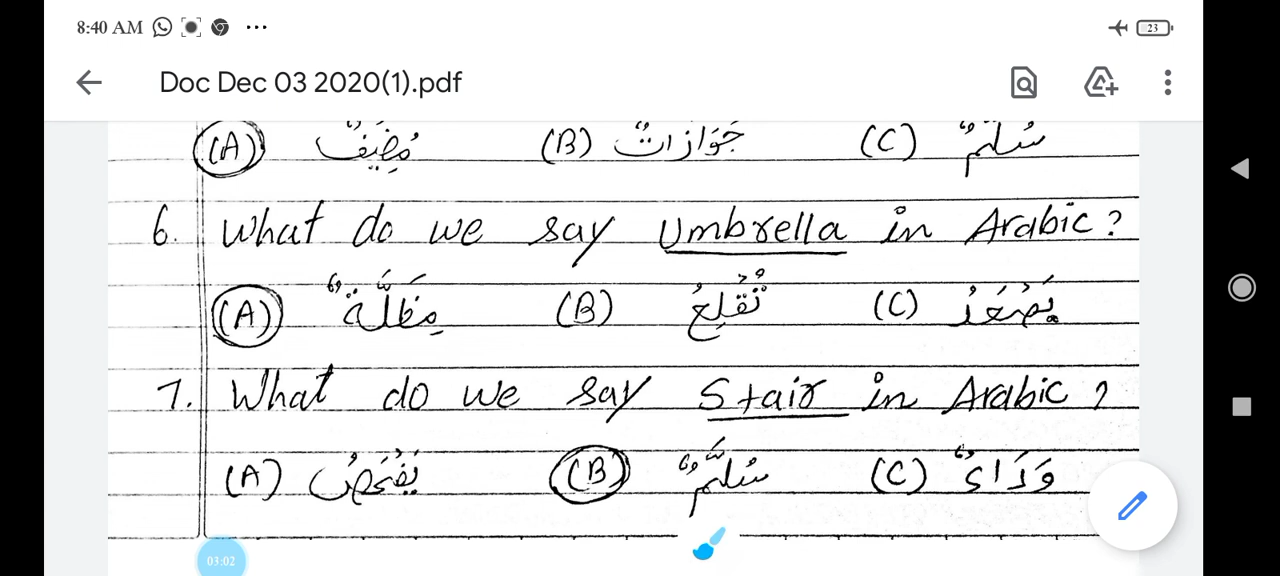 8:40 AM ...
23
Doc Dec 03 2020(1).pdf
(A) مُضِيْفٌ (B) جَوَازَاتٌ (C) سُلَّمٌ
6. What do we say Umbrella in Arabic?
(A) مِظَلَّةٌ (B) تُقْلِعُ (C) يَصْعَدُ
7. What do we say Stair in Arabic?
(A) يَفْحَصُ (B) سُلَّمٌ (C)
03:02